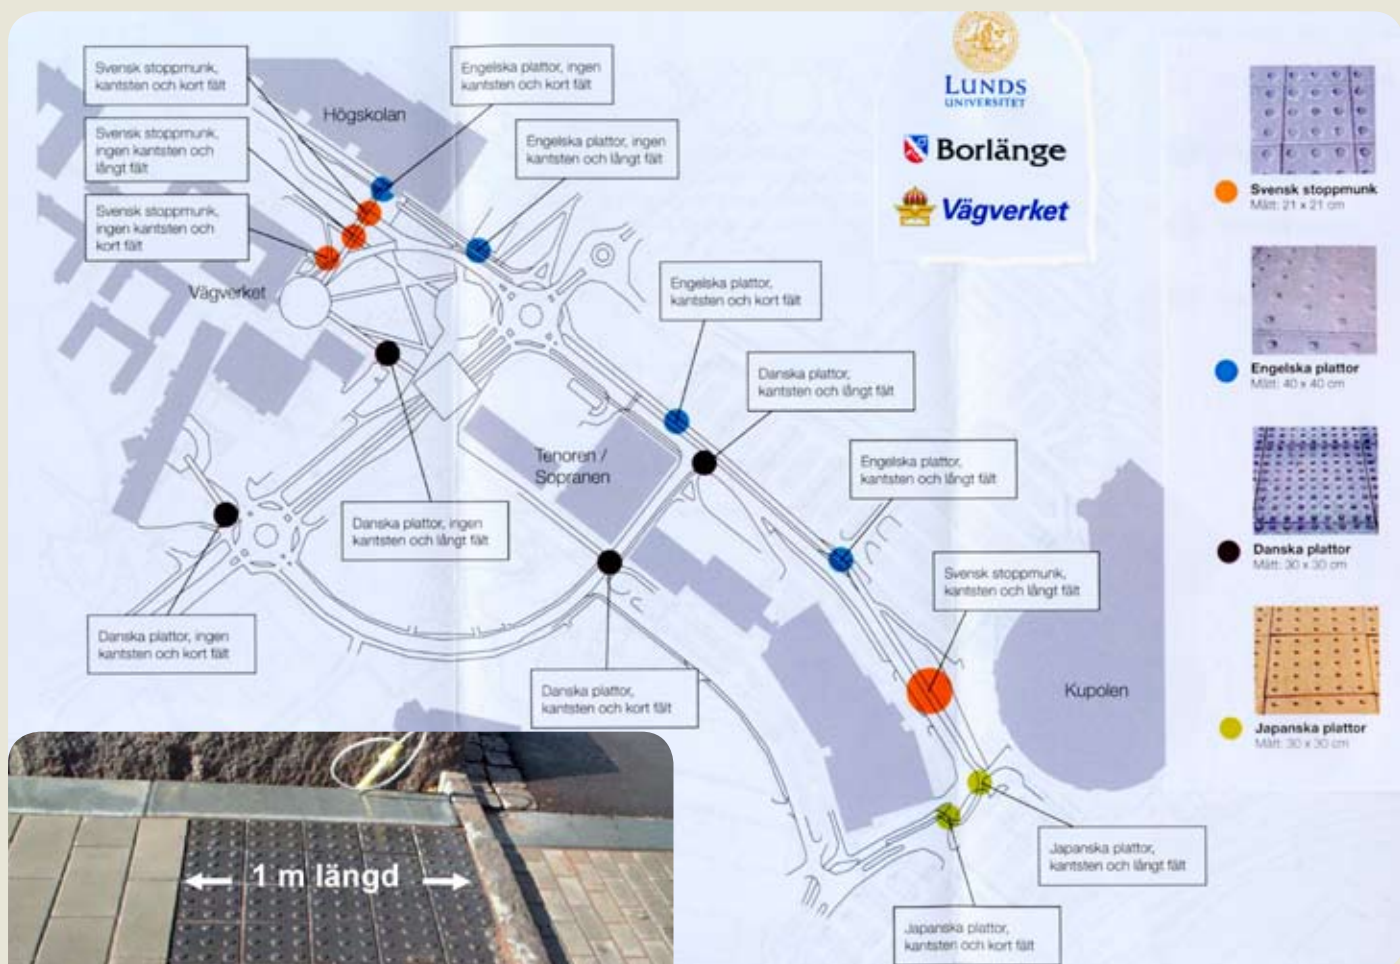 Svensk stoppmunk,
kantsten och kort fält
Engelska plattor, ingen
kantsten och kort fält
Högskolan
Svensk stoppmunk,
ingen kantsten och
långt fält
Engelska plattor, ingen
kantsten och långt fält
Svensk stoppmunk,
ingen kantsten och
kort fält
Vägverket
LUNDS
UNIVERSITET
Borlänge
Vägverket
Svensk stoppmunk
Mått: 21 x 21 cm
Engelska plattor,
kantsten och kort fält
Danska plattor,
kantsten och långt fält
Engelska plattor
Mått: 40 x 40 cm
Tenoren /
Sopranen
Engelska plattor,
kantsten och långt fält
Danska plattor, ingen
kantsten och långt fält
Danska plattor
Mått: 30 x 30 cm
Svensk stoppmunk,
kantsten och långt fält
Danska plattor, ingen
kantsten och kort fält
Danska plattor,
kantsten och kort fält
Kupolen
Japanska plattor
Mått: 30 x 30 cm
Japanska plattor,
kantsten och långt fält
Japanska plattor,
kantsten och kort fält
1 m längd